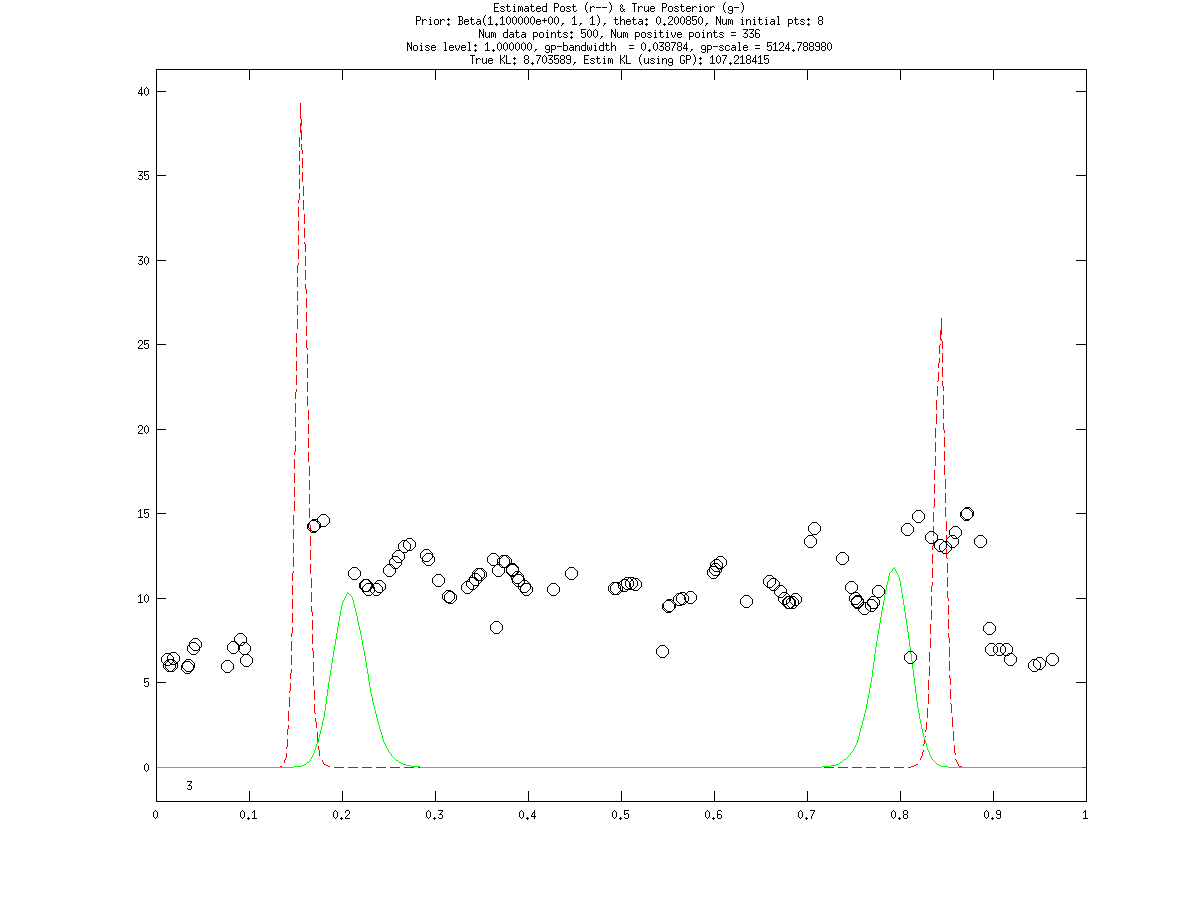 Estimated Post (r--) & True Posterior (g-)
Prior: Beta(1.100000e+00, 1, 1), theta: 0.200850, Num initial pts: 8
Num data points: 500, Num positive points = 336
Noise level: 1.000000, gp-bandwidth  = 0.038784, gp-scale = 5124.788980
True KL: 8.703589, Estim KL (using GP): 107.218415
40
35
30
25
20
15
10
5
0
3
0 0.1 0.2 0.3 0.4 0.5 0.6 0.7 0.8 0.9 1